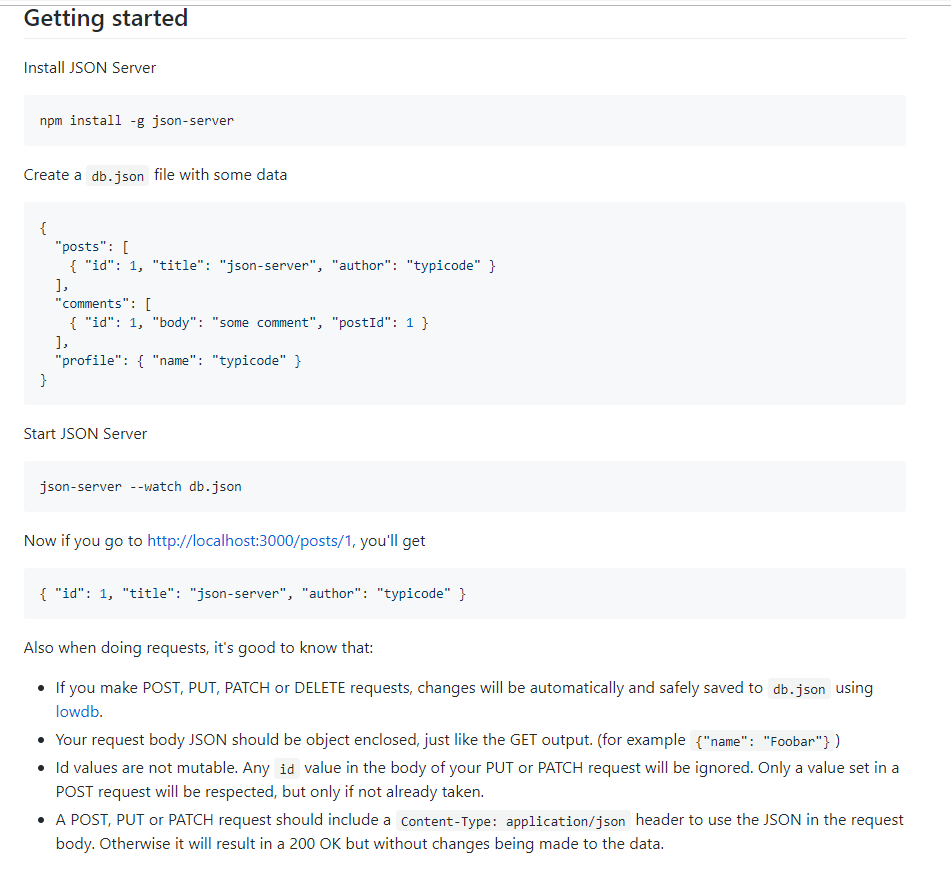 Getting started
Install JSON Server
npm install -g json-server
Create a db.json file with some data
{
  "posts": [
    { "id": 1, "title": "json-server", "author": "typicode" }
  ],
  "comments": [
    { "id": 1, "body": "some comment", "postId": 1 }
  ],
  "profile": { "name": "typicode" }
}
Start JSON Server
json-server --watch db.json
Now if you go to http://localhost:3000/posts/1, you'll get
{ "id": 1, "title": "json-server", "author": "typicode" }
Also when doing requests, it's good to know that:
• If you make POST, PUT, PATCH or DELETE requests, changes will be automatically and safely saved to db.json using
lowdb.
• Your request body JSON should be object enclosed, just like the GET output. (for example {"name": "Foobar"} )
• Id values are not mutable. Any id value in the body of your PUT or PATCH request will be ignored. Only a value set in a
POST request will be respected, but only if not already taken.
• A POST, PUT or PATCH request should include a Content-Type: application/json header to use the JSON in the request
body. Otherwise it will result in a 200 OK but without changes being made to the data.